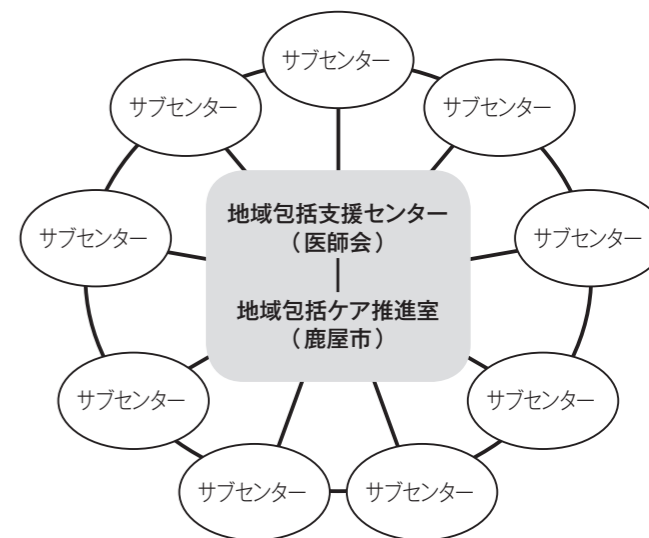 サブセンター
サブセンター
サブセンター
サブセンター
サブセンター
地域包括支援センター
（医師会）
地域包括ケア推進室
（鹿屋市）
サブセンター
サブセンター
サブセンター
サブセンター